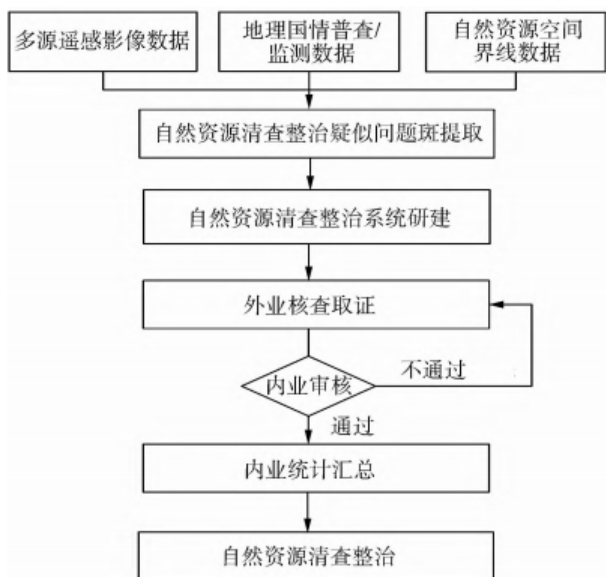 多源遥感影像数据
地理国情普查/
监测数据
自然资源空间
界线数据
自然资源清查整治疑似问题斑提取
自然资源清查整治系统研建
外业核查取证
内业审核
不通过
通过
内业统计汇总
自然资源清查整治